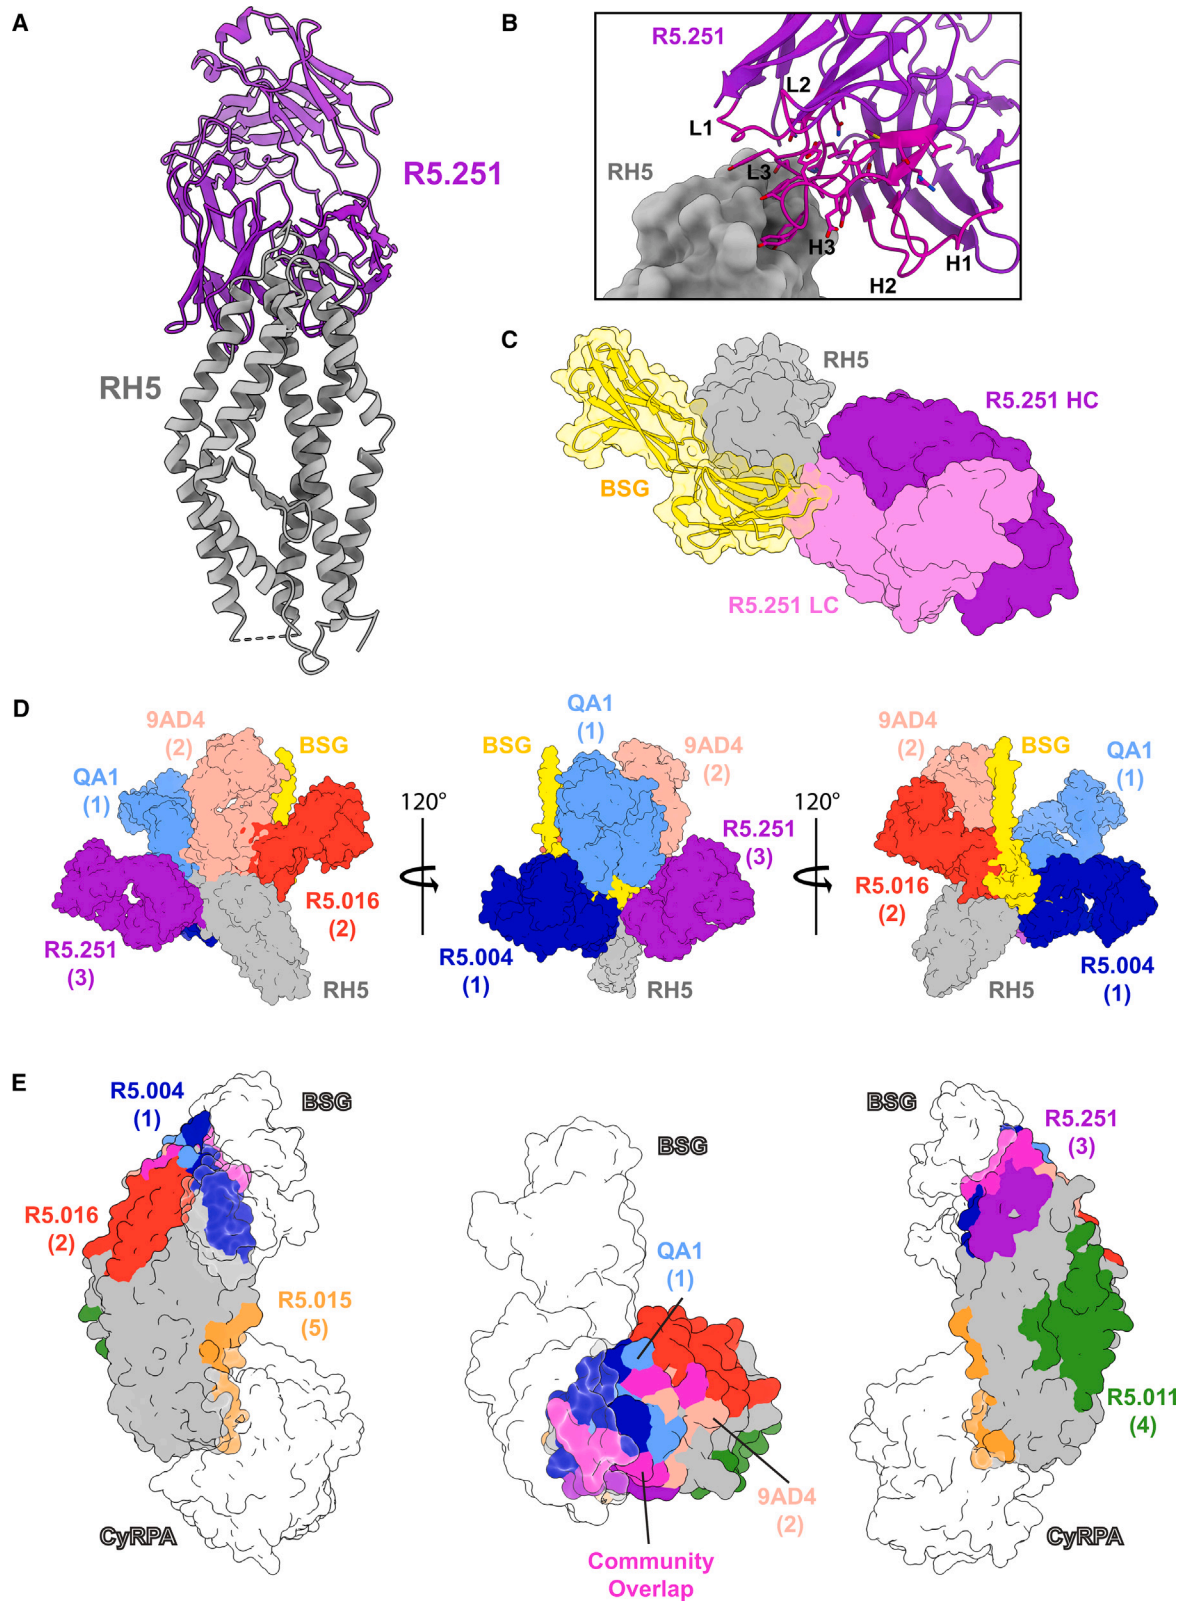 A
R5.251
RH5
B
R5.251
L2
L1
RH5
L3
H3
H2
H1
C
RH5
R5.251 HC
BSG
R5.251 LC
D
9AD4
(2)
BSG
QA1
(1)
R5.016
(2)
R5.251
(3)
RH5
120°
QA1
(1)
BSG
9AD4
(2)
R5.251
(3)
R5.004
(1)
RH5
120°
9AD4
(2)
BSG
QA1
(1)
R5.016
(2)
R5.004
(1)
RH5
E
R5.004
(1)
BSG
R5.016
(2)
R5.015
(5)
CyRPA
BSG
QA1
(1)
9AD4
(2)
Community
Overlap
BSG
R5.251
(3)
R5.011
(4)
CyRPA